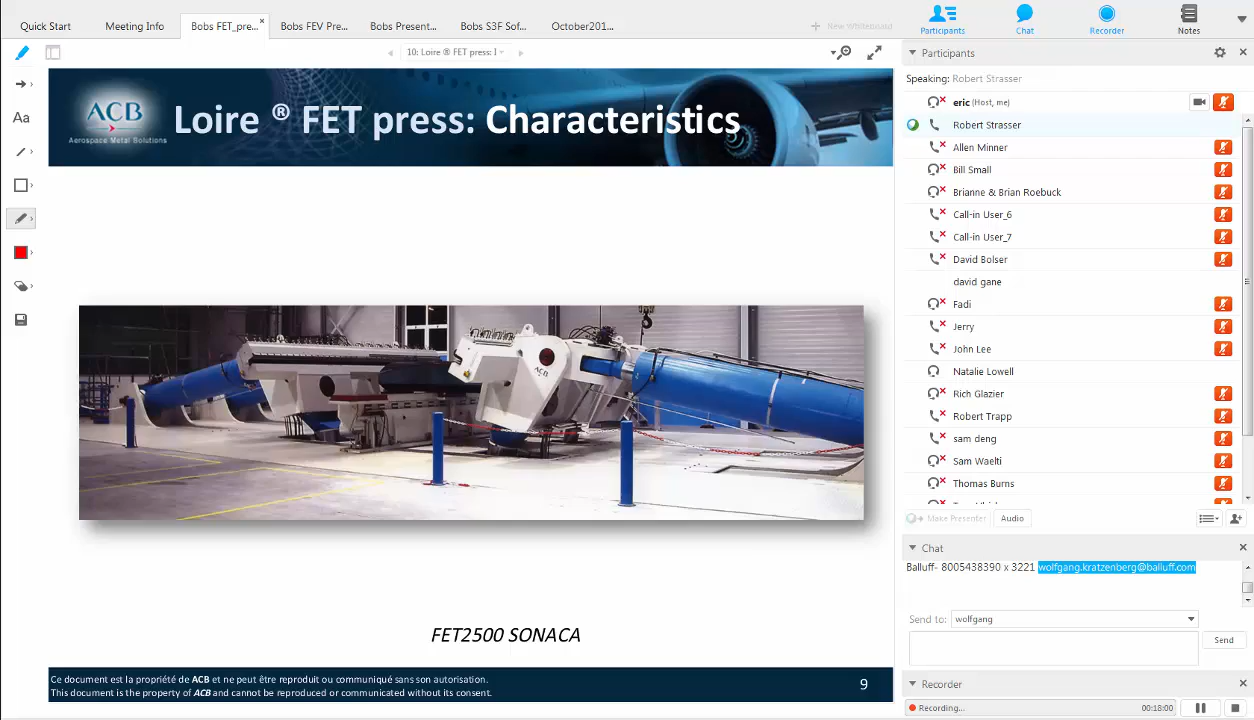 Quick Start
Meeting Info
Bobs FET_pre...
Bobs FEV Pre...
Bobs Present...
Bobs S3F Sof...
October201...
New Whiteboard
Participants
Chat
Recorder
Notes
10: Loire ® FET press: I
Participants
Speaking: Robert Strasser
Aa
ACB
Aerospace Metal Solutions
Loire ® FET press: Characteristics
eric (Host, me)
Robert Strasser
Allen Minner
Bill Small
Brianne & Brian Roebuck
Call-in User_6
Call-in User_7
David Bolser
david gane
Fadi
Jerry
John Lee
Natalie Lowell
Rich Glazier
Robert Trapp
sam deng
Sam Waelti
Thomas Burns
Make Presenter
Audio
ACB
Chat
Balluff- 8005438390 x 3221 wolfgang.kratzenberg@balluff.com
Send to: wolfgang
Send
FET2500 SONACA
Ce document est la propriété de ACB et ne peut être reproduit ou communiqué sans son autorisation.
This document is the property of ACB and cannot be reproduced or communicated without its consent.
9
Recorder
Recording...
00:18:00